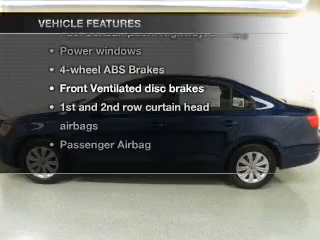 VEHICLE FEATURES
• Power windows
• 4-wheel ABS Brakes
• Front Ventilated disc brakes
• 1st and 2nd row curtain head
airbags
• Passenger Airbag